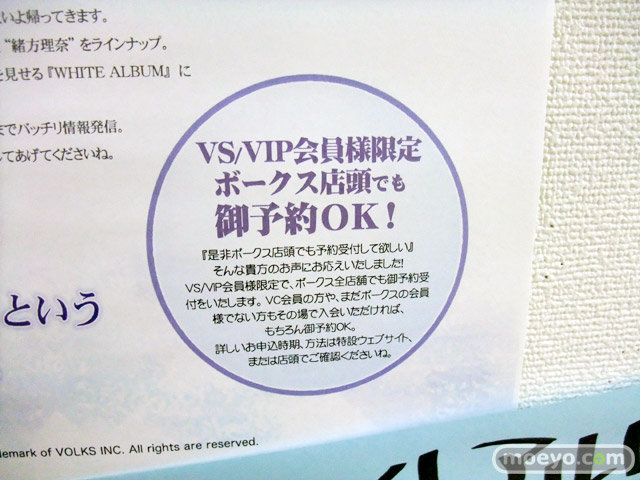 いよ帰ってきます。
“緒方理奈”をラインナップ。
を見せる『WHITE ALBUM』に
までバッチリ情報発信。
してあげてくださいね。
VS/VIP会員様限定
ボークス店頭でも
御予約OK!
『是非ボークス店頭でも予約受付して欲しい』
そんな貴方のお声にお応えいたしました!
VS/VIP会員様限定で、ボークス全店舗でも御予約受
付をいたします。VC会員の方や、まだボークスの会員
様でない方もその場で入会いただければ、
もちろん御予約OK。
詳しいお申込時期、方法は特設ウェブサイト、
または店頭でご確認くださいね。
という
demark of VOLKS INC. All rights are reserved.
moeyo.com